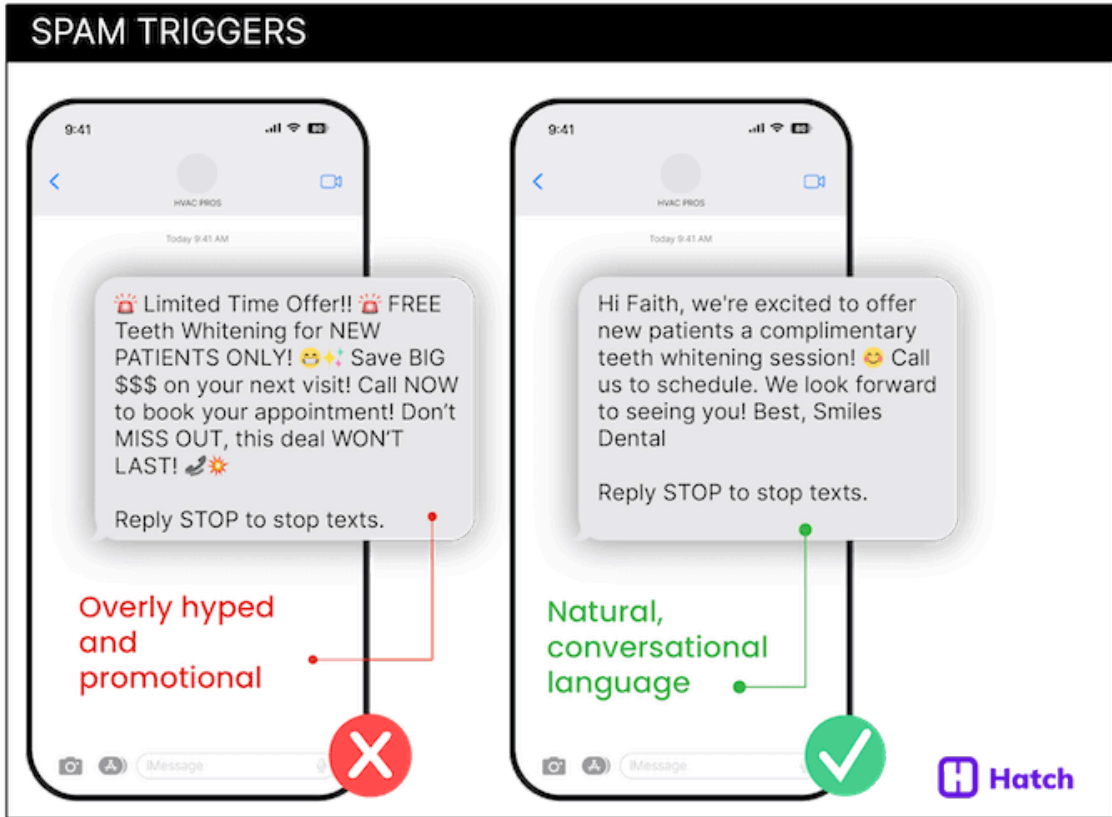 SPAM TRIGGERS
9:41
80
HVAC PROS
Today 9:41 AM
🚨 Limited Time Offer!! 🚨 FREE
Teeth Whitening for NEW
PATIENTS ONLY! 😁✨ Save BIG
$$$ on your next visit! Call NOW
to book your appointment! Don't
MISS OUT, this deal WON'T
LAST! 📞💥
Reply STOP to stop texts.
Overly hyped
and
promotional
iMessage
9:41
80
HVAC PROS
Today 9:41 AM
Hi Faith, we're excited to offer
new patients a complimentary
teeth whitening session! 😊 Call
us to schedule. We look forward
to seeing you! Best, Smiles
Dental
Reply STOP to stop texts.
Natural,
conversational
language
iMessage
Hatch